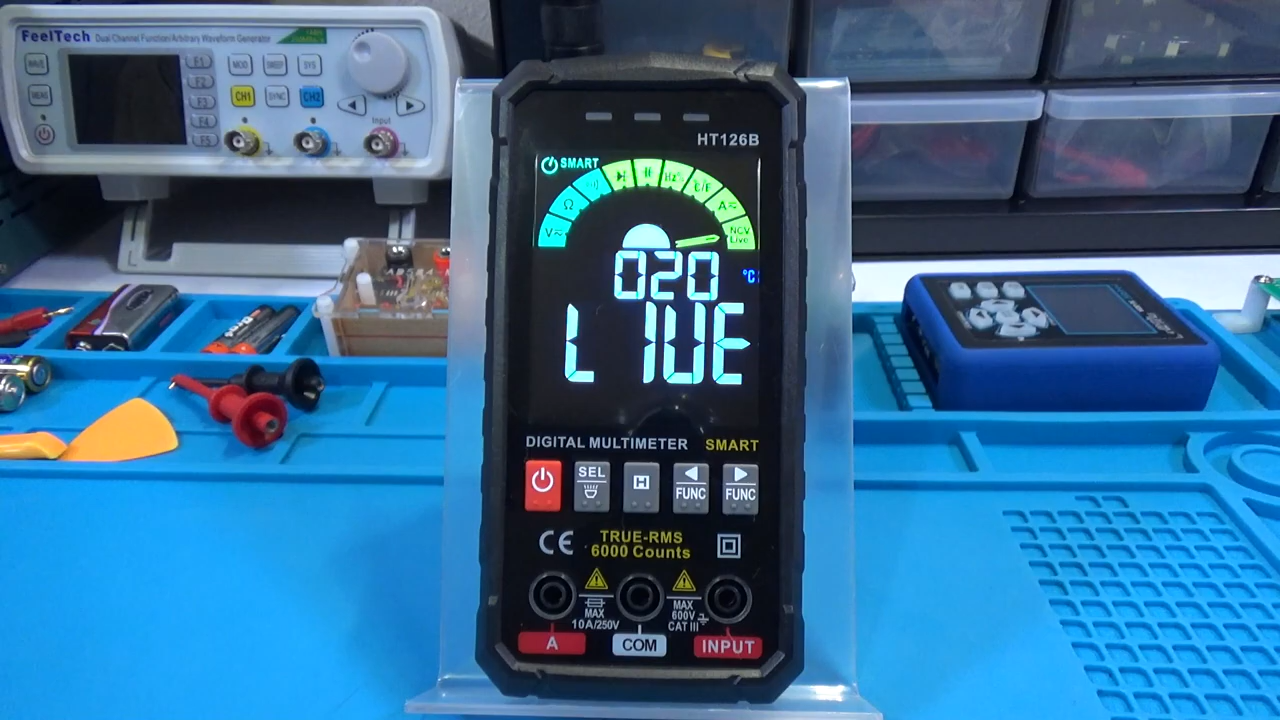 FeelTech Dual Channel Function/Arbitrary Waveform Generator
WAVE
MEAS
F1
F2
F3
F4
F5
MOD
SWEEP
SYS
CH1
SYNC
CH2
Input
HT126B
SMART
V
Ω
Hz%
°C/°F
A
NCV
Live
020
°C
L IUE
DIGITAL MULTIMETER SMART
SEL
H
FUNC
FUNC
CE
TRUE-RMS
6000 Counts
MAX
10A/250V
MAX
600V
CAT III
A
COM
INPUT